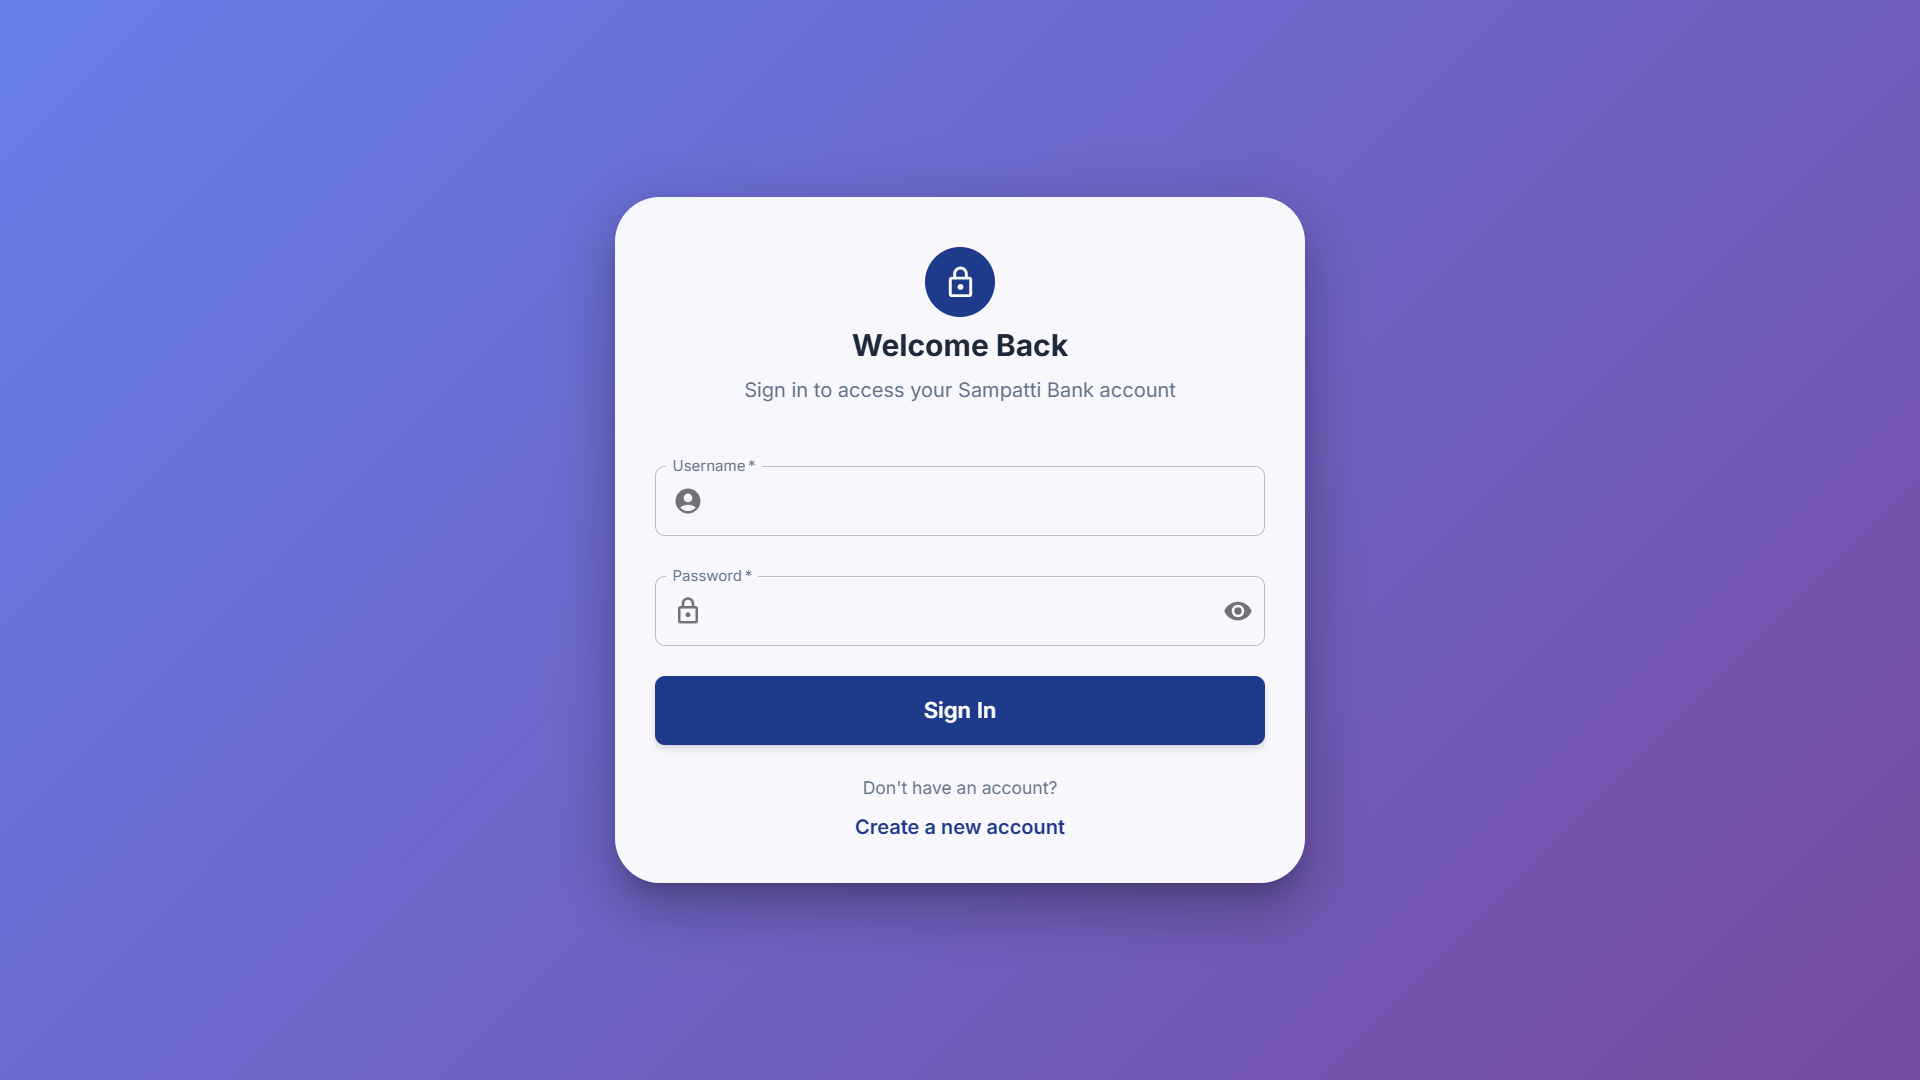 Welcome Back
Sign in to access your Sampatti Bank account
Username *
Password *
Sign In
Don't have an account?
Create a new account